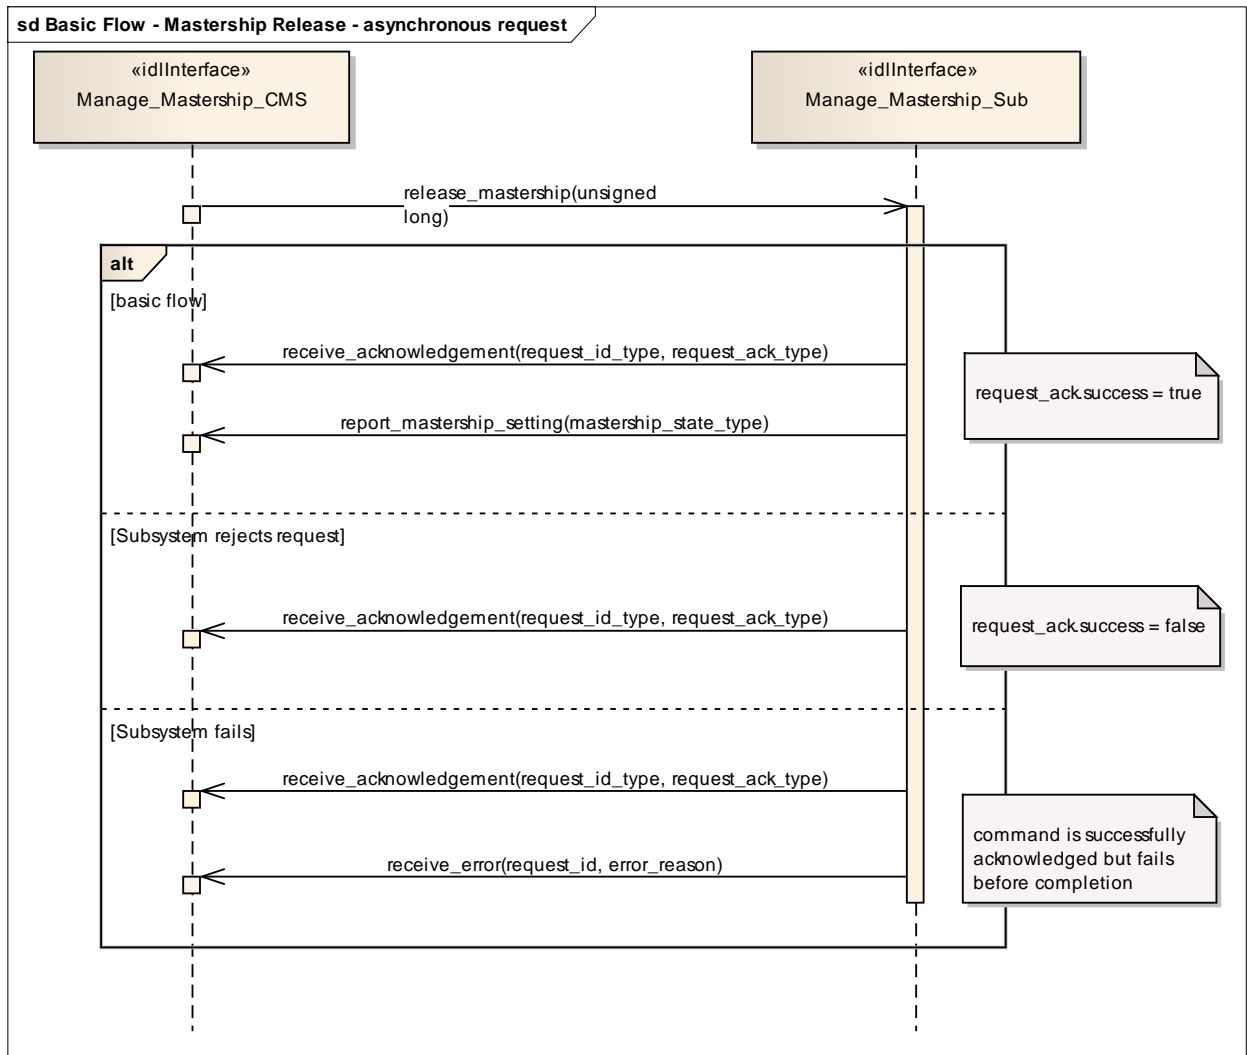 sd Basic Flow - Mastership Release - asynchronous request
«idlInterface»
Manage_Mastership_CMS
«idlInterface»
Manage_Mastership_Sub
release_mastership(unsigned
long)
alt
[basic flow]
receive_acknowledgement(request_id_type, request_ack_type)
request_ack.success = true
report_mastership_setting(mastership_state_type)
[Subsystem rejects request]
receive_acknowledgement(request_id_type, request_ack_type)
request_ack.success = false
[Subsystem fails]
receive_acknowledgement(request_id_type, request_ack_type)
command is successfully
acknowledged but fails
before completion
receive_error(request_id, error_reason)